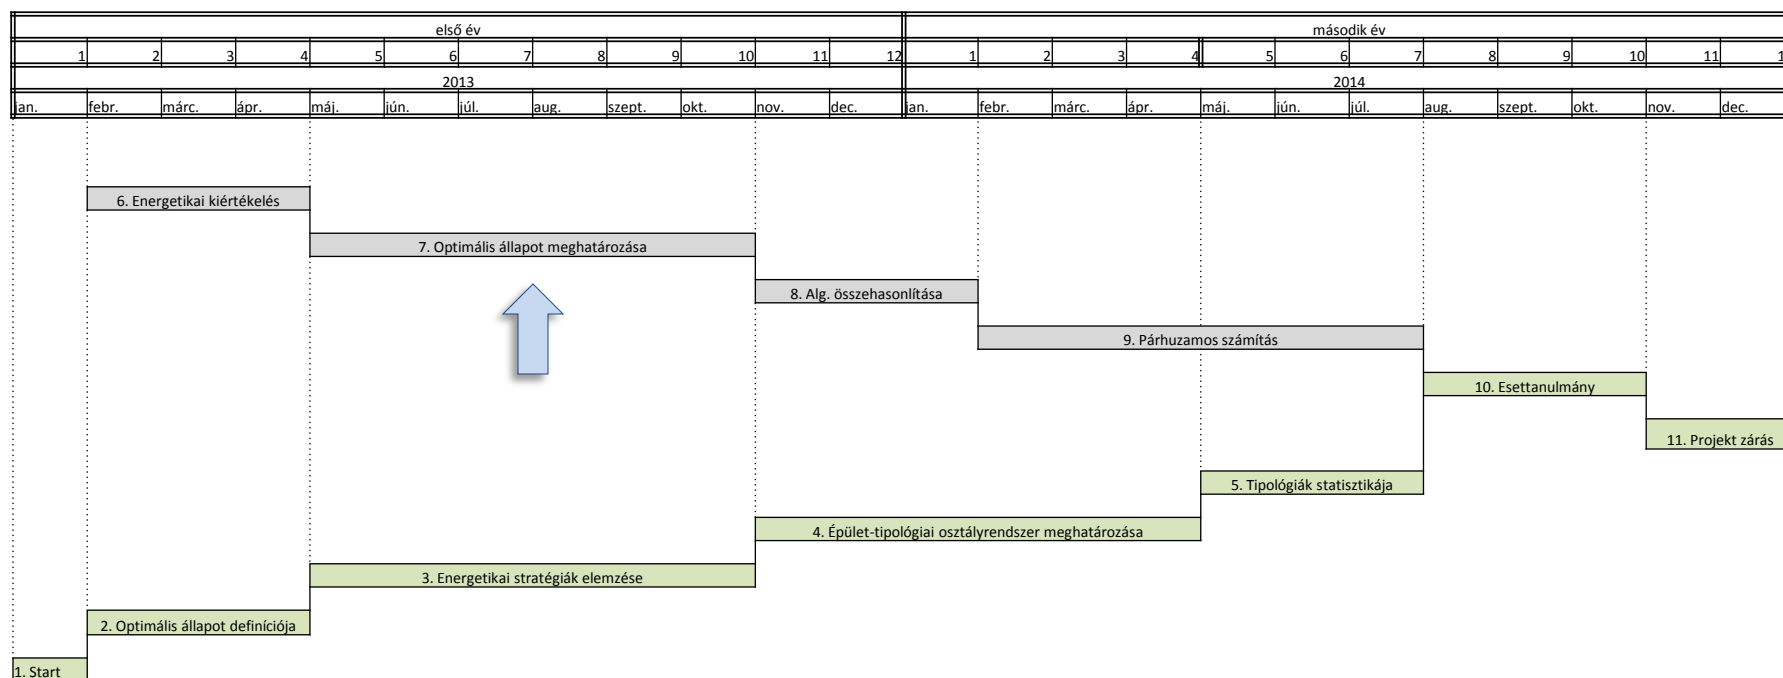 első év második év
1 2 3 4 5 6 7 8 9 10 11 12 1 2 3 4 5 6 7 8 9 10 11
2013 2014
jan. febr. márc. ápr. máj. jún. júl. aug. szept. okt. nov. dec. jan. febr. márc. ápr. máj. jún. júl. aug. szept. okt. nov. dec.
6. Energetikai kiértékelés
7. Optimális állapot meghatározása
8. Alg. összehasonlítása
9. Párhuzamos számítás
10. Esettanulmány
11. Projekt zárás
5. Tipológiák statisztikája
4. Épület-tipológiai osztályrendszer meghatározása
3. Energetikai stratégiák elemzése
2. Optimális állapot definíciója
1. Start